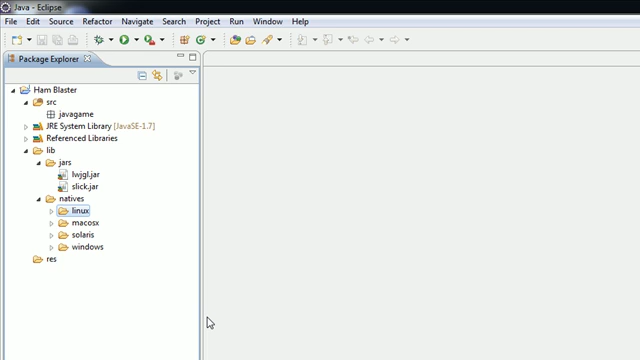 Java - Eclipse
File Edit Source Refactor Navigate Search Project Run Window Help
Package Explorer
Ham Blaster
src
javagame
JRE System Library [JavaSE-1.7]
Referenced Libraries
lib
jars
lwjgl.jar
slick.jar
natives
linux
macosx
solaris
windows
res